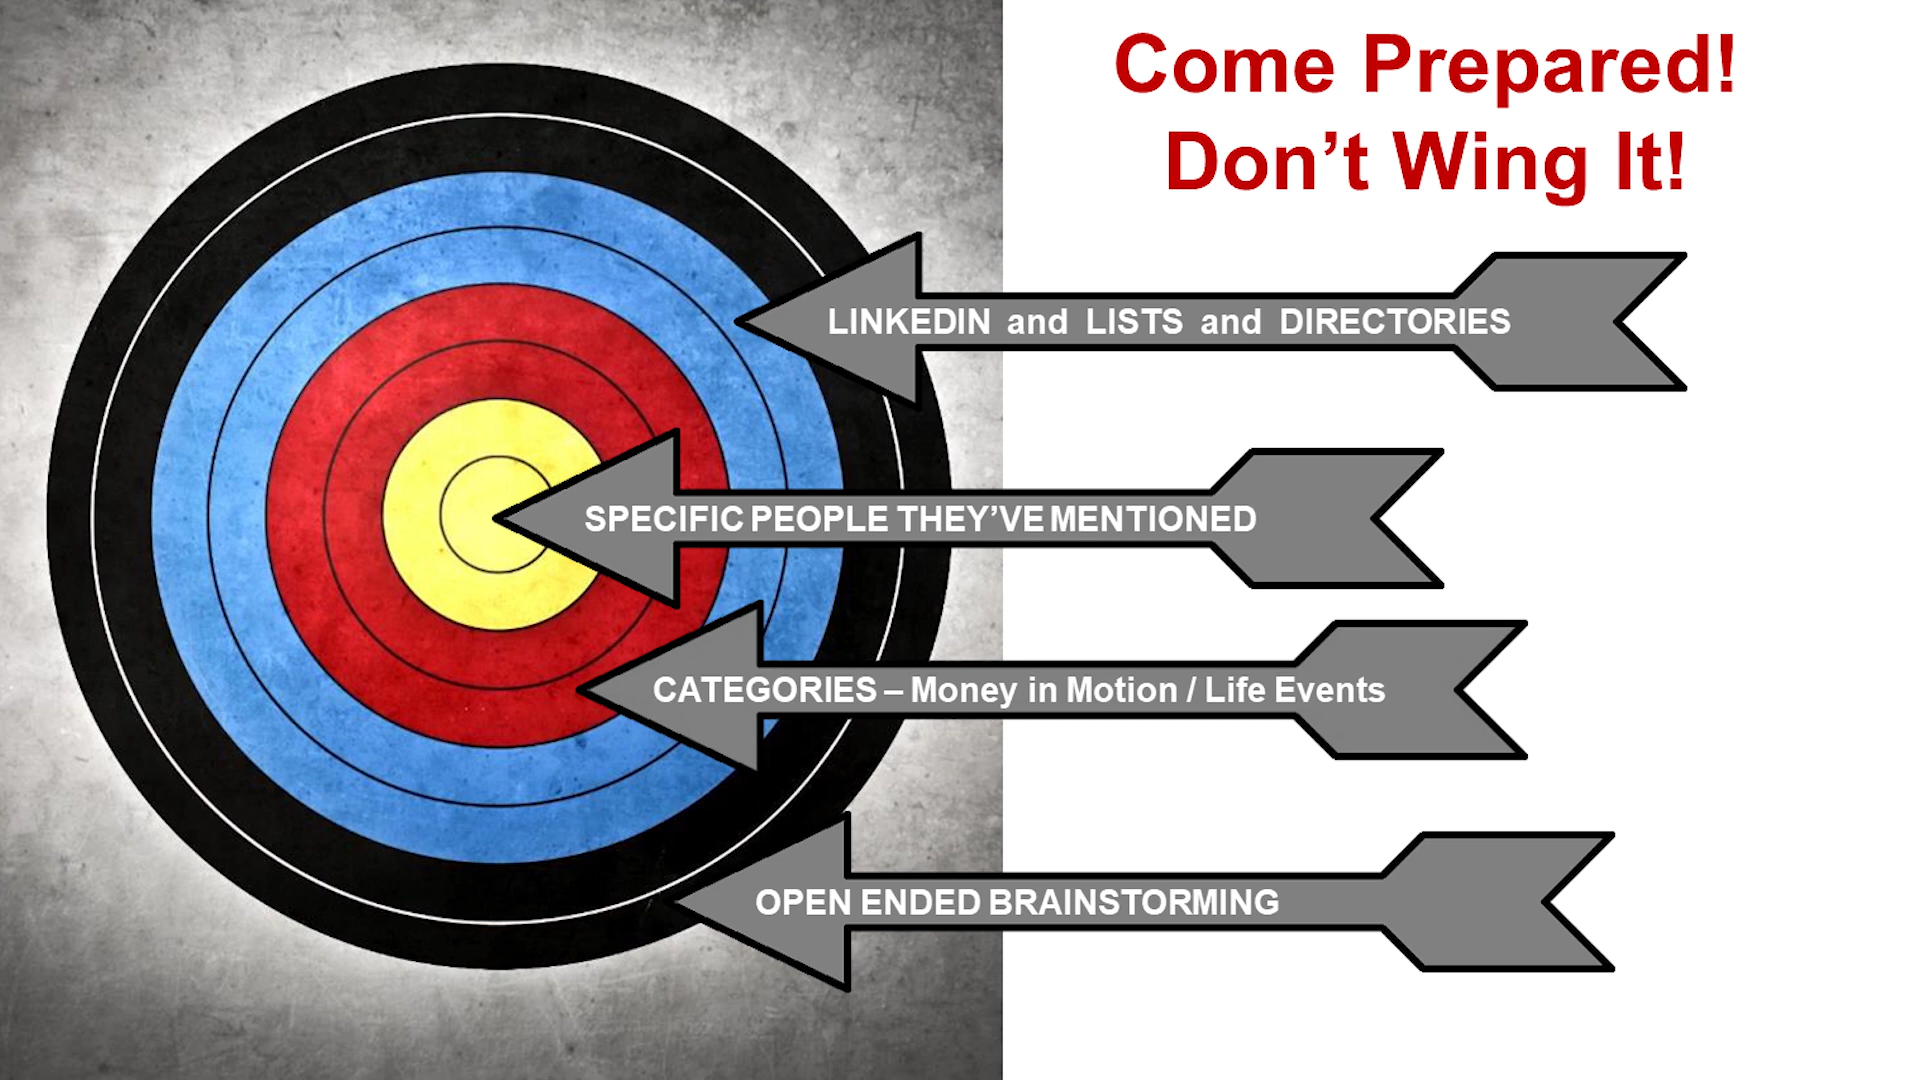 Come Prepared!
Don’t Wing It!
LINKEDIN and LISTS and DIRECTORIES
SPECIFIC PEOPLE THEY’VE MENTIONED
CATEGORIES – Money in Motion / Life Events
OPEN ENDED BRAINSTORMING